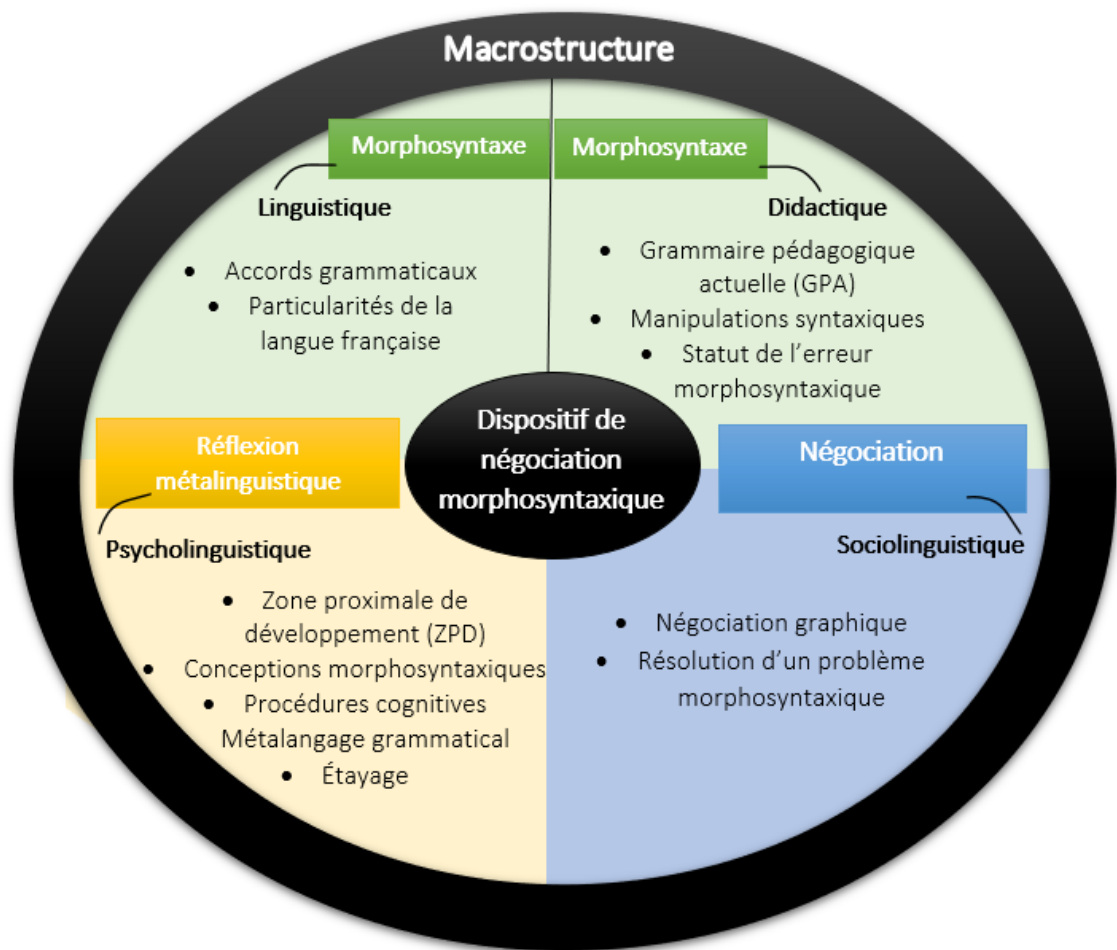 Macrostructure
Morphosyntaxe
Linguistique
• Accords grammaticaux
• Particularités de la
langue française
Morphosyntaxe
Didactique
• Grammaire pédagogique
actuelle (GPA)
• Manipulations syntaxiques
• Statut de l’erreur
morphosyntaxique
Dispositif de
négociation
morphosyntaxique
Réflexion
métalinguistique
Psycholinguistique
• Zone proximale de
développement (ZPD)
• Conceptions morphosyntaxiques
• Procédures cognitives
Métalangage grammatical
• Étayage
Négociation
Sociolinguistique
• Négociation graphique
• Résolution d’un problème
morphosyntaxique